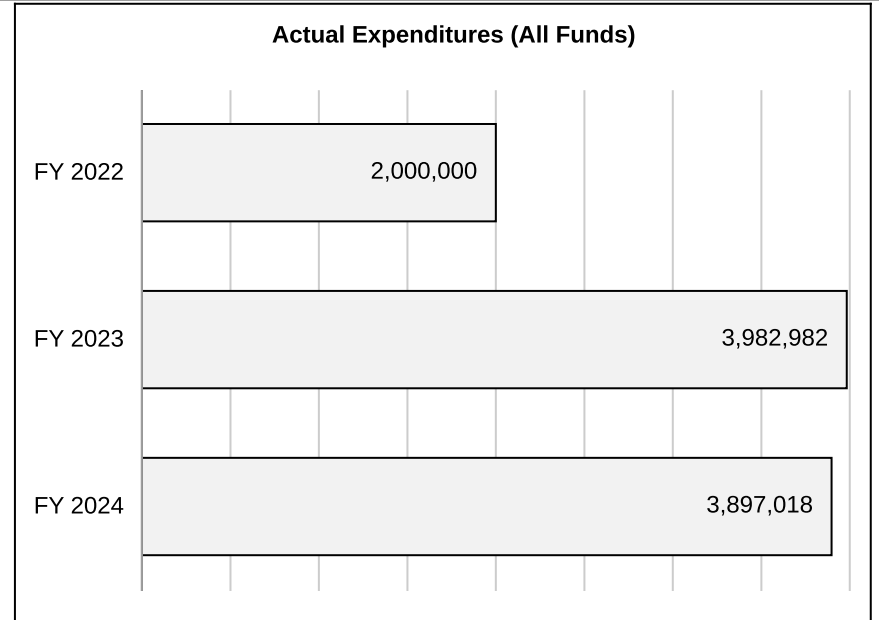 Actual Expenditures (All Funds)
FY 2022 2,000,000
FY 2023 3,982,982
FY 2024 3,897,018